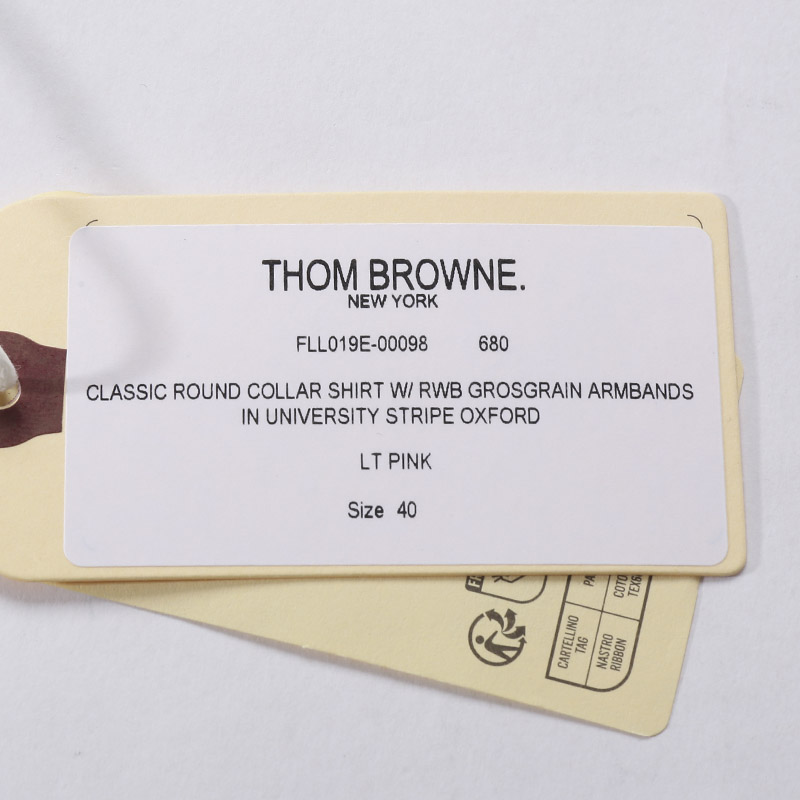 THOM BROWNE.
NEW YORK
FLL019E-00098 680
CLASSIC ROUND COLLAR SHIRT W/ RWB GROSGRAIN ARMBANDS
IN UNIVERSITY STRIPE OXFORD
LT PINK
Size 40
CARTELLINO
TAG
NASTRO
RIBBON